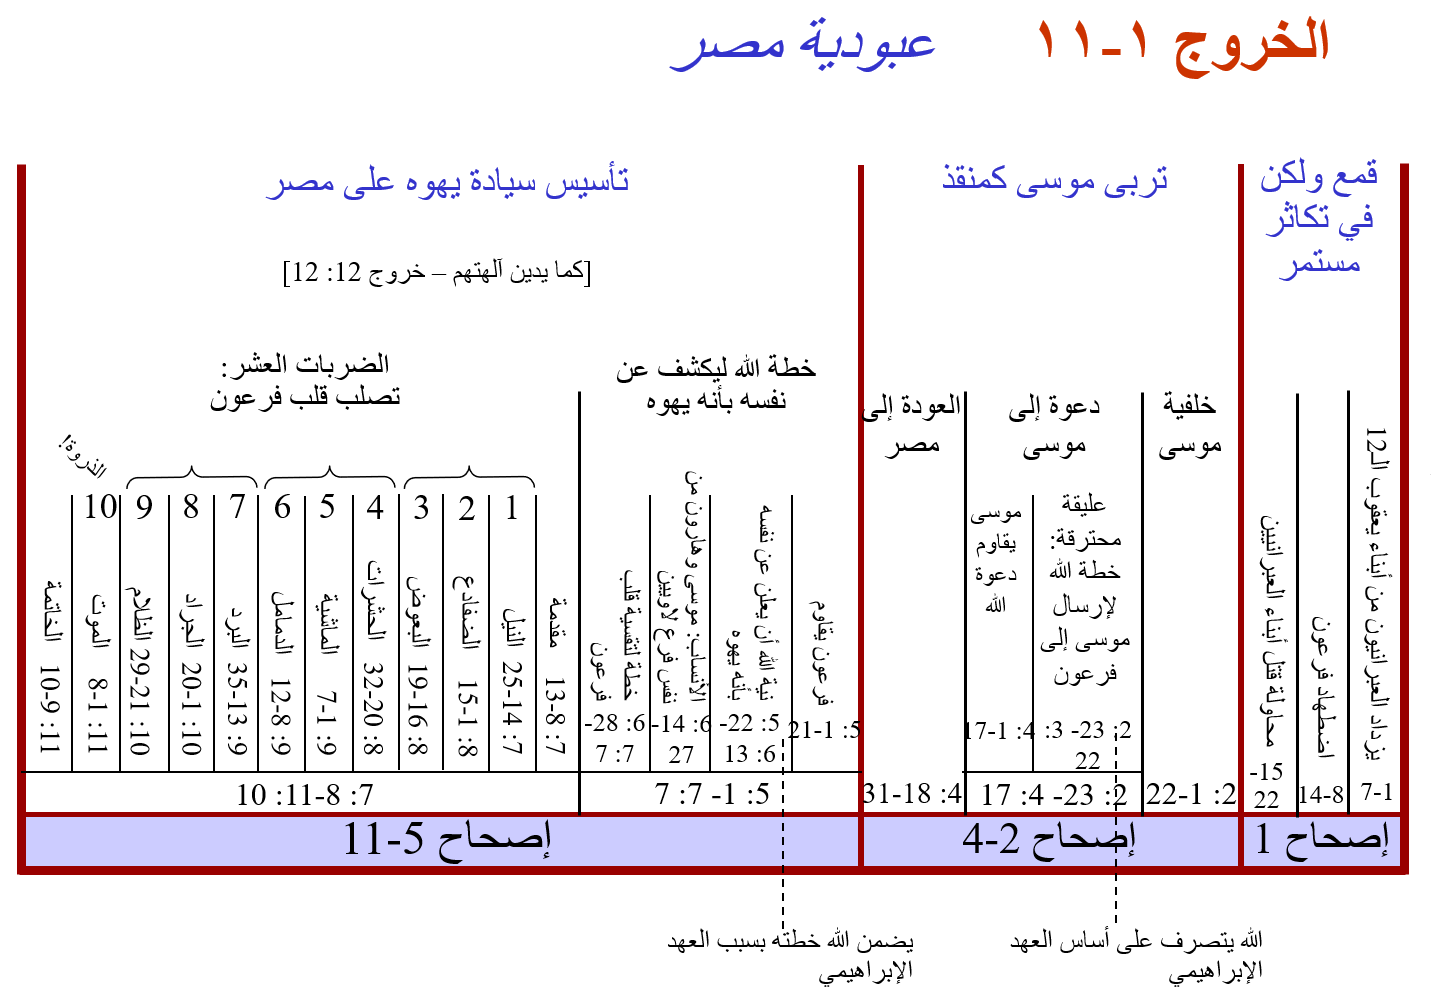 الخروج ١-١١ عبودية مصر
قمع ولكن
في تكاثر
مستمر
تربى موسى كمنقذ
تأسيس سيادة يهوه على مصر
[كما يدين آلهتهم – خروج 12: 12]
يزداد العبرانيون من أبناء يعقوب الـ12
1-7
اضطهاد فرعون
8-14
محاولة قتل أبناء العبرانيين
15-
22
خلفية
موسى
دعوة إلى
موسى
العودة إلى
مصر
عليقة
محترقة:
خطة الله
لإرسال
موسى إلى
فرعون
2: 23- 3:
22
موسى
يقاوم
دعوة
الله
4: 1-17
2: 1-22
2: 23- 4: 17
4: 18-31
خطة الله ليكشف عن
نفسه بأنه يهوه
فرعون يقاوم
5: 1-21
نية الله أن يعلن عن نفسه
بأنه يهوه
5: 22-
6: 13
الأنساب: موسى وهارون من
نفس فرع لاويين
6: 14-
27
خطة لتقسية قلب
فرعون
6: 28-
7: 7
5: 1- 7: 7
الضربات العشر:
تصلب قلب فرعون
الذروة!
مقدمة
7: 8-13
1
النيل
7: 14-25
2
الضفادع
8: 1-15
3
البعوض
8: 16-19
4
الحشرات
8: 20-32
5
الماشية
9: 1-7
6
الدمامل
9: 8-12
7
البرد
9: 13-35
8
الجراد
10: 1-20
9
الظلام
10: 21-29
10
الموت
11: 1-8
الخاتمة
11: 9-10
7: 8-11: 10
إصحاح 1
إصحاح 2-4
إصحاح 5-11
الله يتصرف على أساس العهد
الإبراهيمي
يضمن الله خطته بسبب العهد
الإبراهيمي